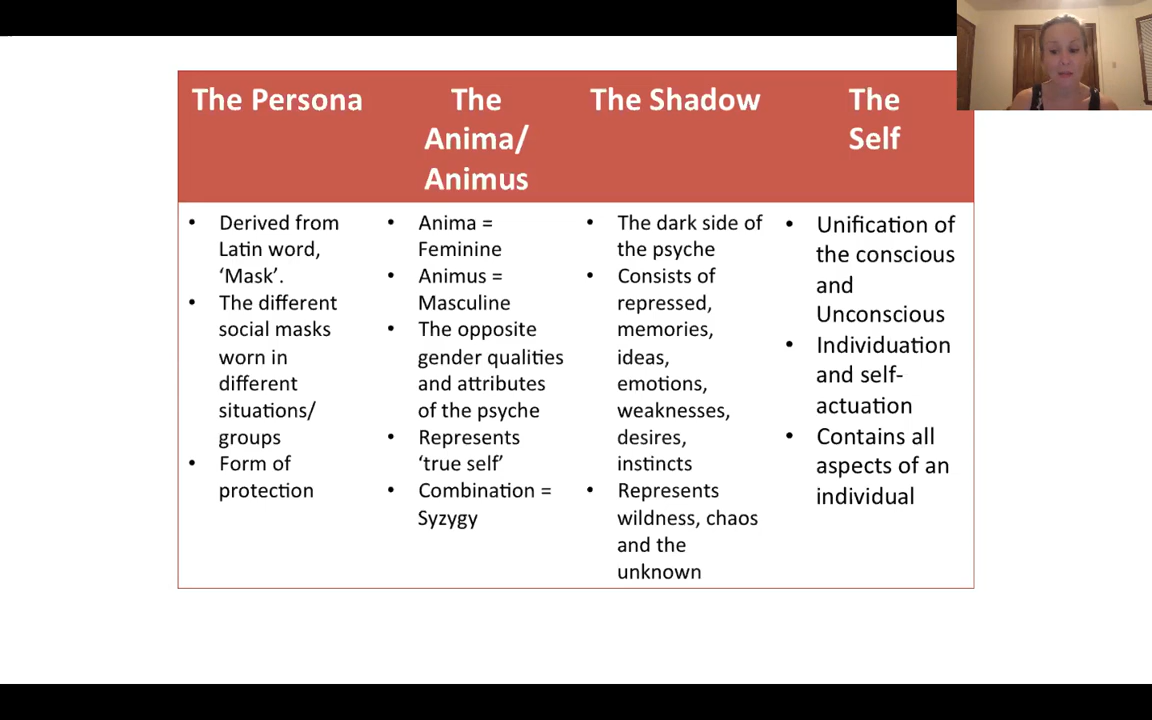 The Persona
The
Anima/
Animus
The Shadow
The
Self
• Derived from
Latin word,
‘Mask’.
• The different
social masks
worn in
different
situations/
groups
• Form of
protection
• Anima =
Feminine
• Animus =
Masculine
• The opposite
gender qualities
and attributes
of the psyche
• Represents
‘true self’
• Combination =
Syzygy
• The dark side of
the psyche
• Consists of
repressed,
memories,
ideas,
emotions,
weaknesses,
desires,
instincts
• Represents
wildness, chaos
and the
unknown
• Unification of
the conscious
and
Unconscious
• Individuation
and self-
actuation
• Contains all
aspects of an
individual